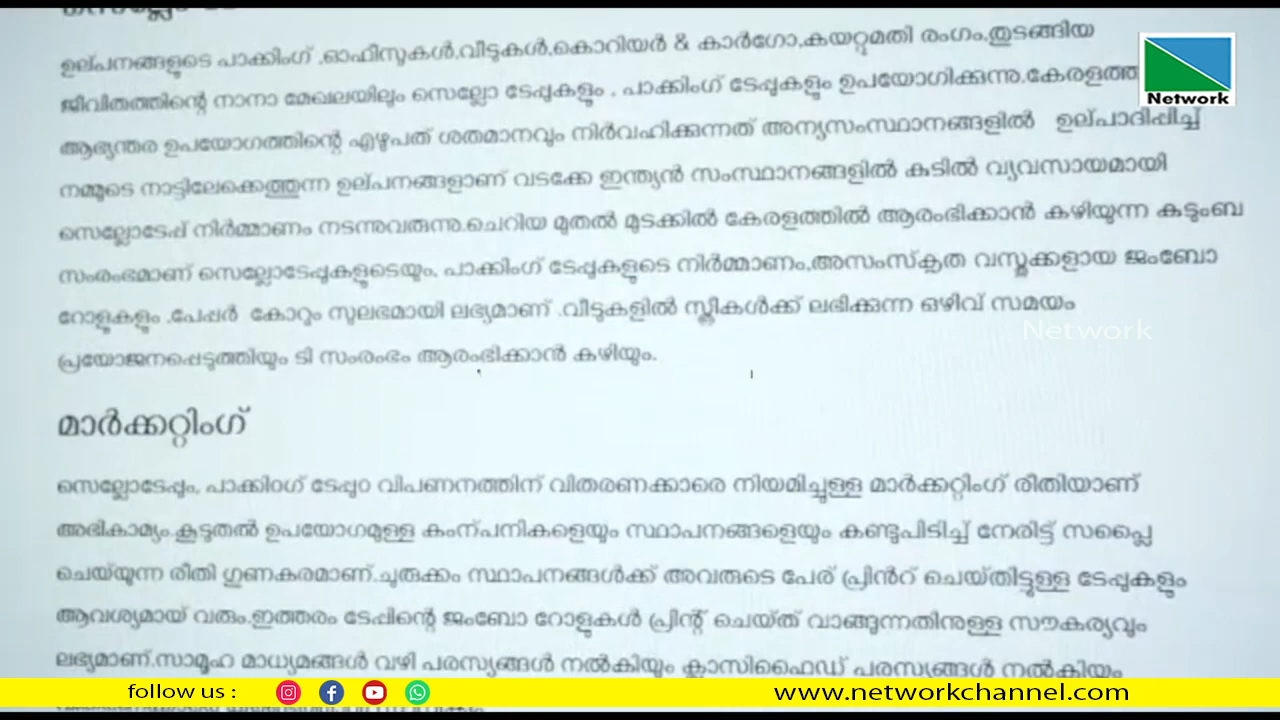 ഉല്പനങ്ങളുടെ പാക്കിംഗ് ,ഓഫീസുകൾ,വീടുകൾ,കൊറിയർ & കാർഗോ,കയറ്റുമതി രംഗം,തുടങ്ങിയ
ജീവിതത്തിന്റെ നാനാ മേഖലയിലും സെല്ലോ ടേപ്പുകളും , പാക്കിംഗ് ടേപ്പുകളും ഉപയോഗിക്കുന്നു.കേരളത്ത
Network
ആഭ്യന്തര ഉപയോഗത്തിന്റെ എഴുപത് ശതമാനവും നിർവഹിക്കുന്നത് അന്യസംസ്ഥാനങ്ങളിൽ ഉല്പാദിപ്പിച്ച്
നമ്മുടെ നാട്ടിലേക്കെത്തുന്ന ഉല്പനങ്ങളാണ് വടക്കേ ഇന്ത്യൻ സംസ്ഥാനങ്ങളിൽ കുടിൽ വ്യവസായമായി
സെല്ലോടേപ്പ് നിർമ്മാണം നടന്നുവരുന്നു.ചെറിയ മുതൽ മുടക്കിൽ കേരളത്തിൽ ആരംഭിക്കാൻ കഴിയുന്ന കുടുംബ
സംരംഭമാണ് സെല്ലോടേപ്പുകളുടെയും, പാക്കിംഗ് ടേപ്പുകളുടെ നിർമ്മാണം,അസംസ്കൃത വസ്തുക്കളായ ജംബോ
റോളുകളും ,പേപ്പർ കോറും സുലഭമായി ലഭ്യമാണ് .വീടുകളിൽ സ്ത്രീകൾക്ക് ലഭിക്കുന്ന ഒഴിവ് സമയം
Network
പ്രയോജനപ്പെടുത്തിയും ടി സംരംഭം ആരംഭിക്കാൻ കഴിയും.
മാർക്കറ്റിംഗ്
സെല്ലോടേപ്പും, പാക്കിംഗ് ടേപ്പും വിപണനത്തിന് വിതരണക്കാരെ നിയമിച്ചുള്ള മാർക്കറ്റിംഗ് രീതിയാണ്
അഭികാമ്യം.കൂടുതൽ ഉപയോഗമുള്ള കംന്പനികളെയും സ്ഥാപനങ്ങളെയും കണ്ടുപിടിച്ച് നേരിട്ട് സപ്ലൈ
ചെയ്യുന്ന രീതി ഗുണകരമാണ്.ചുരുക്കം സ്ഥാപനങ്ങൾക്ക് അവരുടെ പേര് പ്രിൻറ് ചെയ്തിട്ടുള്ള ടേപ്പുകളും
ആവശ്യമായ് വരും.ഇത്തരം ടേപ്പിന്റെ ജംബോ റോളുകൾ പ്രിന്റ് ചെയ്ത് വാങ്ങുന്നതിനുള്ള സൗകര്യവും
ലഭ്യമാണ്.സാമൂഹ മാധ്യമങ്ങൾ വഴി പരസ്യങ്ങൾ നൽകിയും ക്ലാസിഫൈഡ് പരസ്യങ്ങൾ നൽകിയും
follow us :
www.networkchannel.com